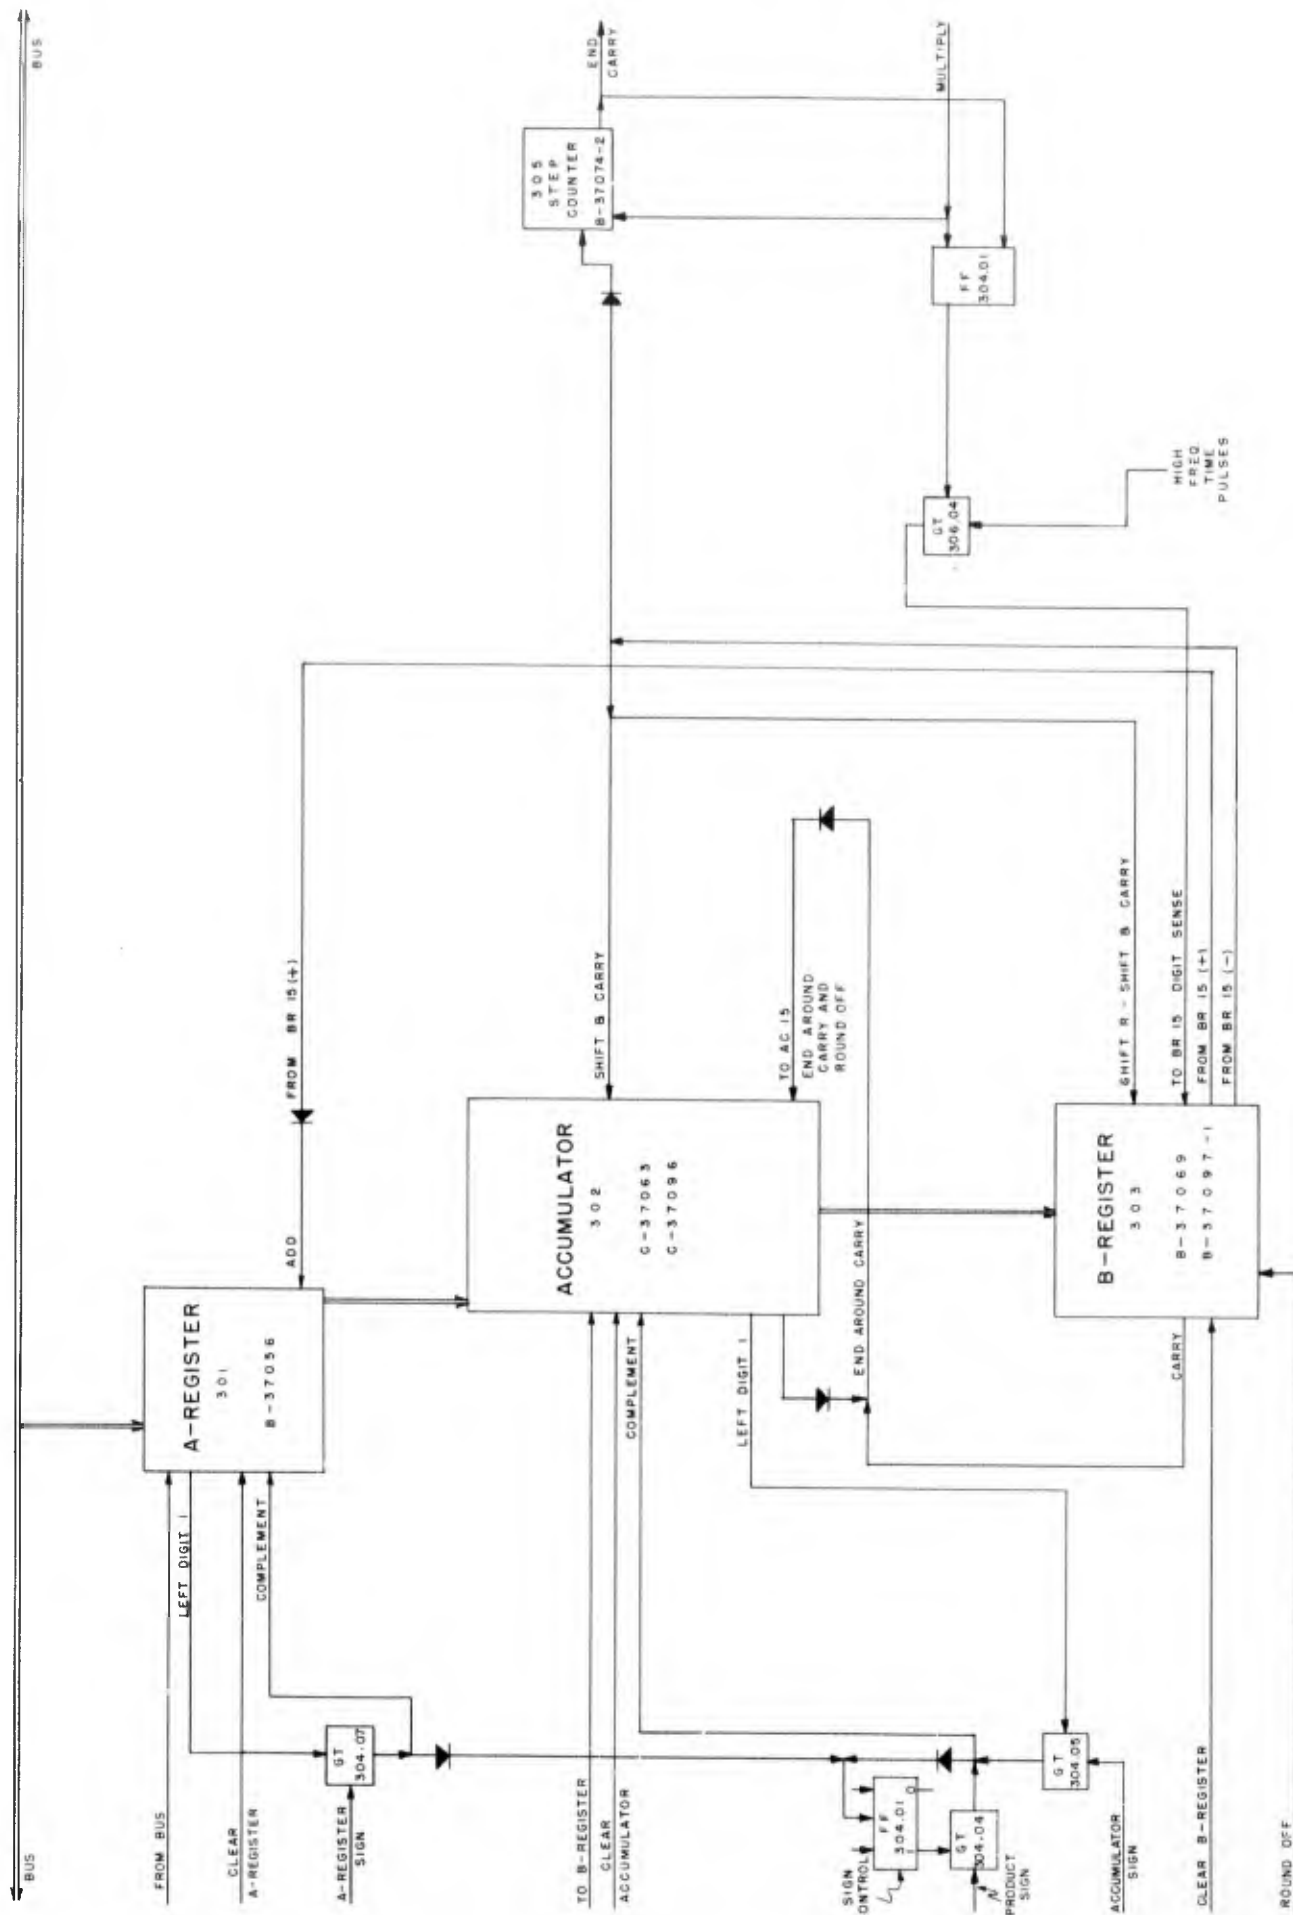 BUS
BUS
FROM BUS
LEFT DIGIT 1
CLEAR
A-REGISTER
COMPLEMENT
A-REGISTER
SIGN
GT
304.07
A-REGISTER
301
B-37056
ADD
FROM BR 15 (+)
305
STEP
COUNTER
B-37074-2
END
CARRY
MULTIPLY
FF
304.01
GT
306.04
HIGH
FREQ.
TIME
PULSES
TO B-REGISTER
CLEAR
ACCUMULATOR
COMPLEMENT
LEFT DIGIT 1
ACCUMULATOR
302
C-37063
C-37096
SHIFT & CARRY
TO AC 15
END AROUND
CARRY AND
ROUND OFF
END AROUND CARRY
SIGN
ONTROL
FF
304.01
1
0
GT
304.04
PRODUCT
SIGN
GT
304.05
ACCUMULATOR
SIGN
CARRY
CLEAR B-REGISTER
B-REGISTER
303
B-37069
B-37097-1
SHIFT R - SHIFT & CARRY
TO BR 15 DIGIT SENSE
FROM BR 15 (+)
FROM BR 15 (-)
ROUND OFF